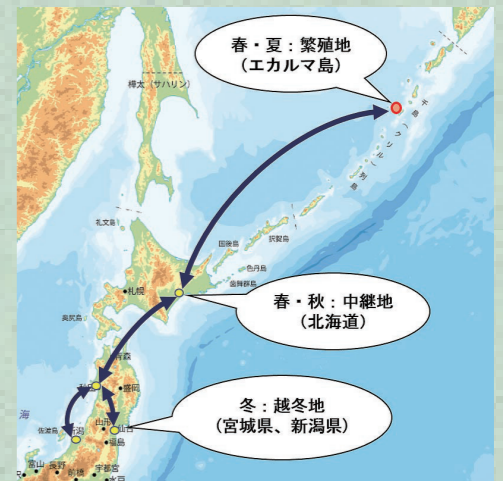 春・夏：繁殖地
（エカルマ島）
樺太（サハリン）
千島（クリル）列島
礼文島
国後島
択捉島
色丹島
歯舞群島
札幌
奥尻島
春・秋：中継地
（北海道）
青森
盛岡
冬：越冬地
（宮城県、新潟県）
海
佐渡島
新潟
山形
仙台
福島
富山
長野
前橋
宇都宮
水戸